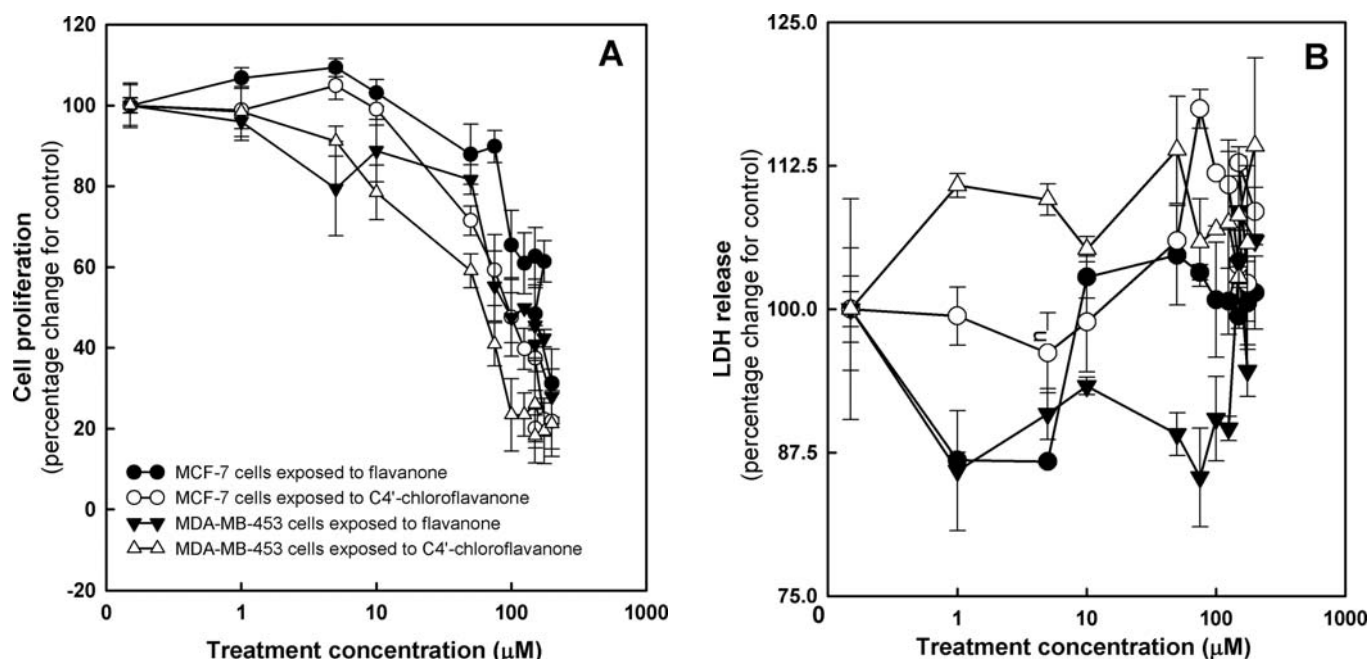 A
120
100
80
60
40
20
0
-20
Cell proliferation
(percentage change for control)
MCF-7 cells exposed to flavanone
MCF-7 cells exposed to C4'-chloroflavanone
MDA-MB-453 cells exposed to flavanone
MDA-MB-453 cells exposed to C4'-chloroflavanone
0 1 10 100 1000
Treatment concentration (μM)
B
125.0
112.5
100.0
87.5
75.0
LDH release
(percentage change for control)
n
0 1 10 100 1000
Treatment concentration (μM)